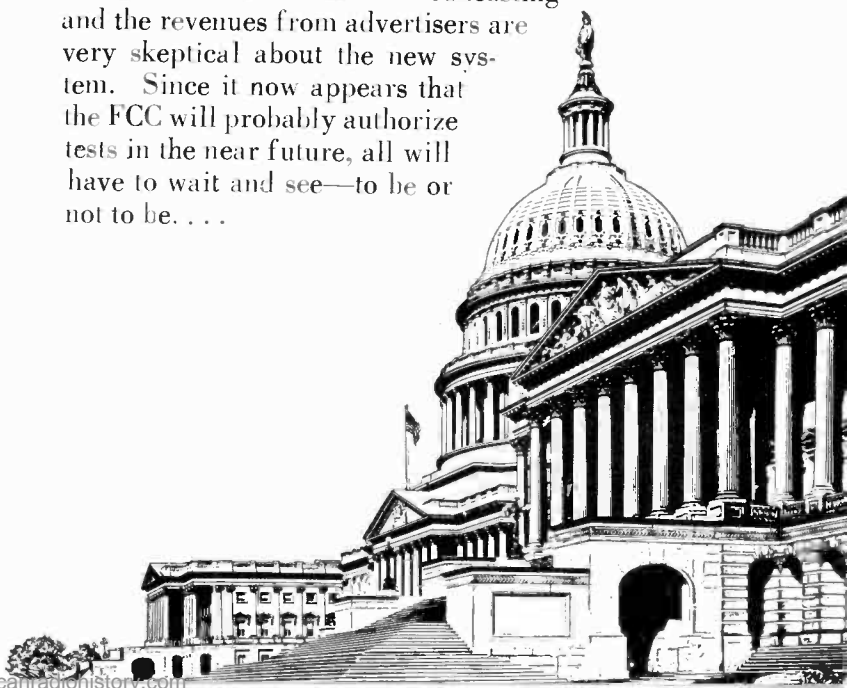 and the revenues from advertisers are
very skeptical about the new sys-
tem. Since it now appears that
the FCC will probably authorize
tests in the near future, all will
have to wait and see—to be or
not to be. . . .
canradiohistory.com